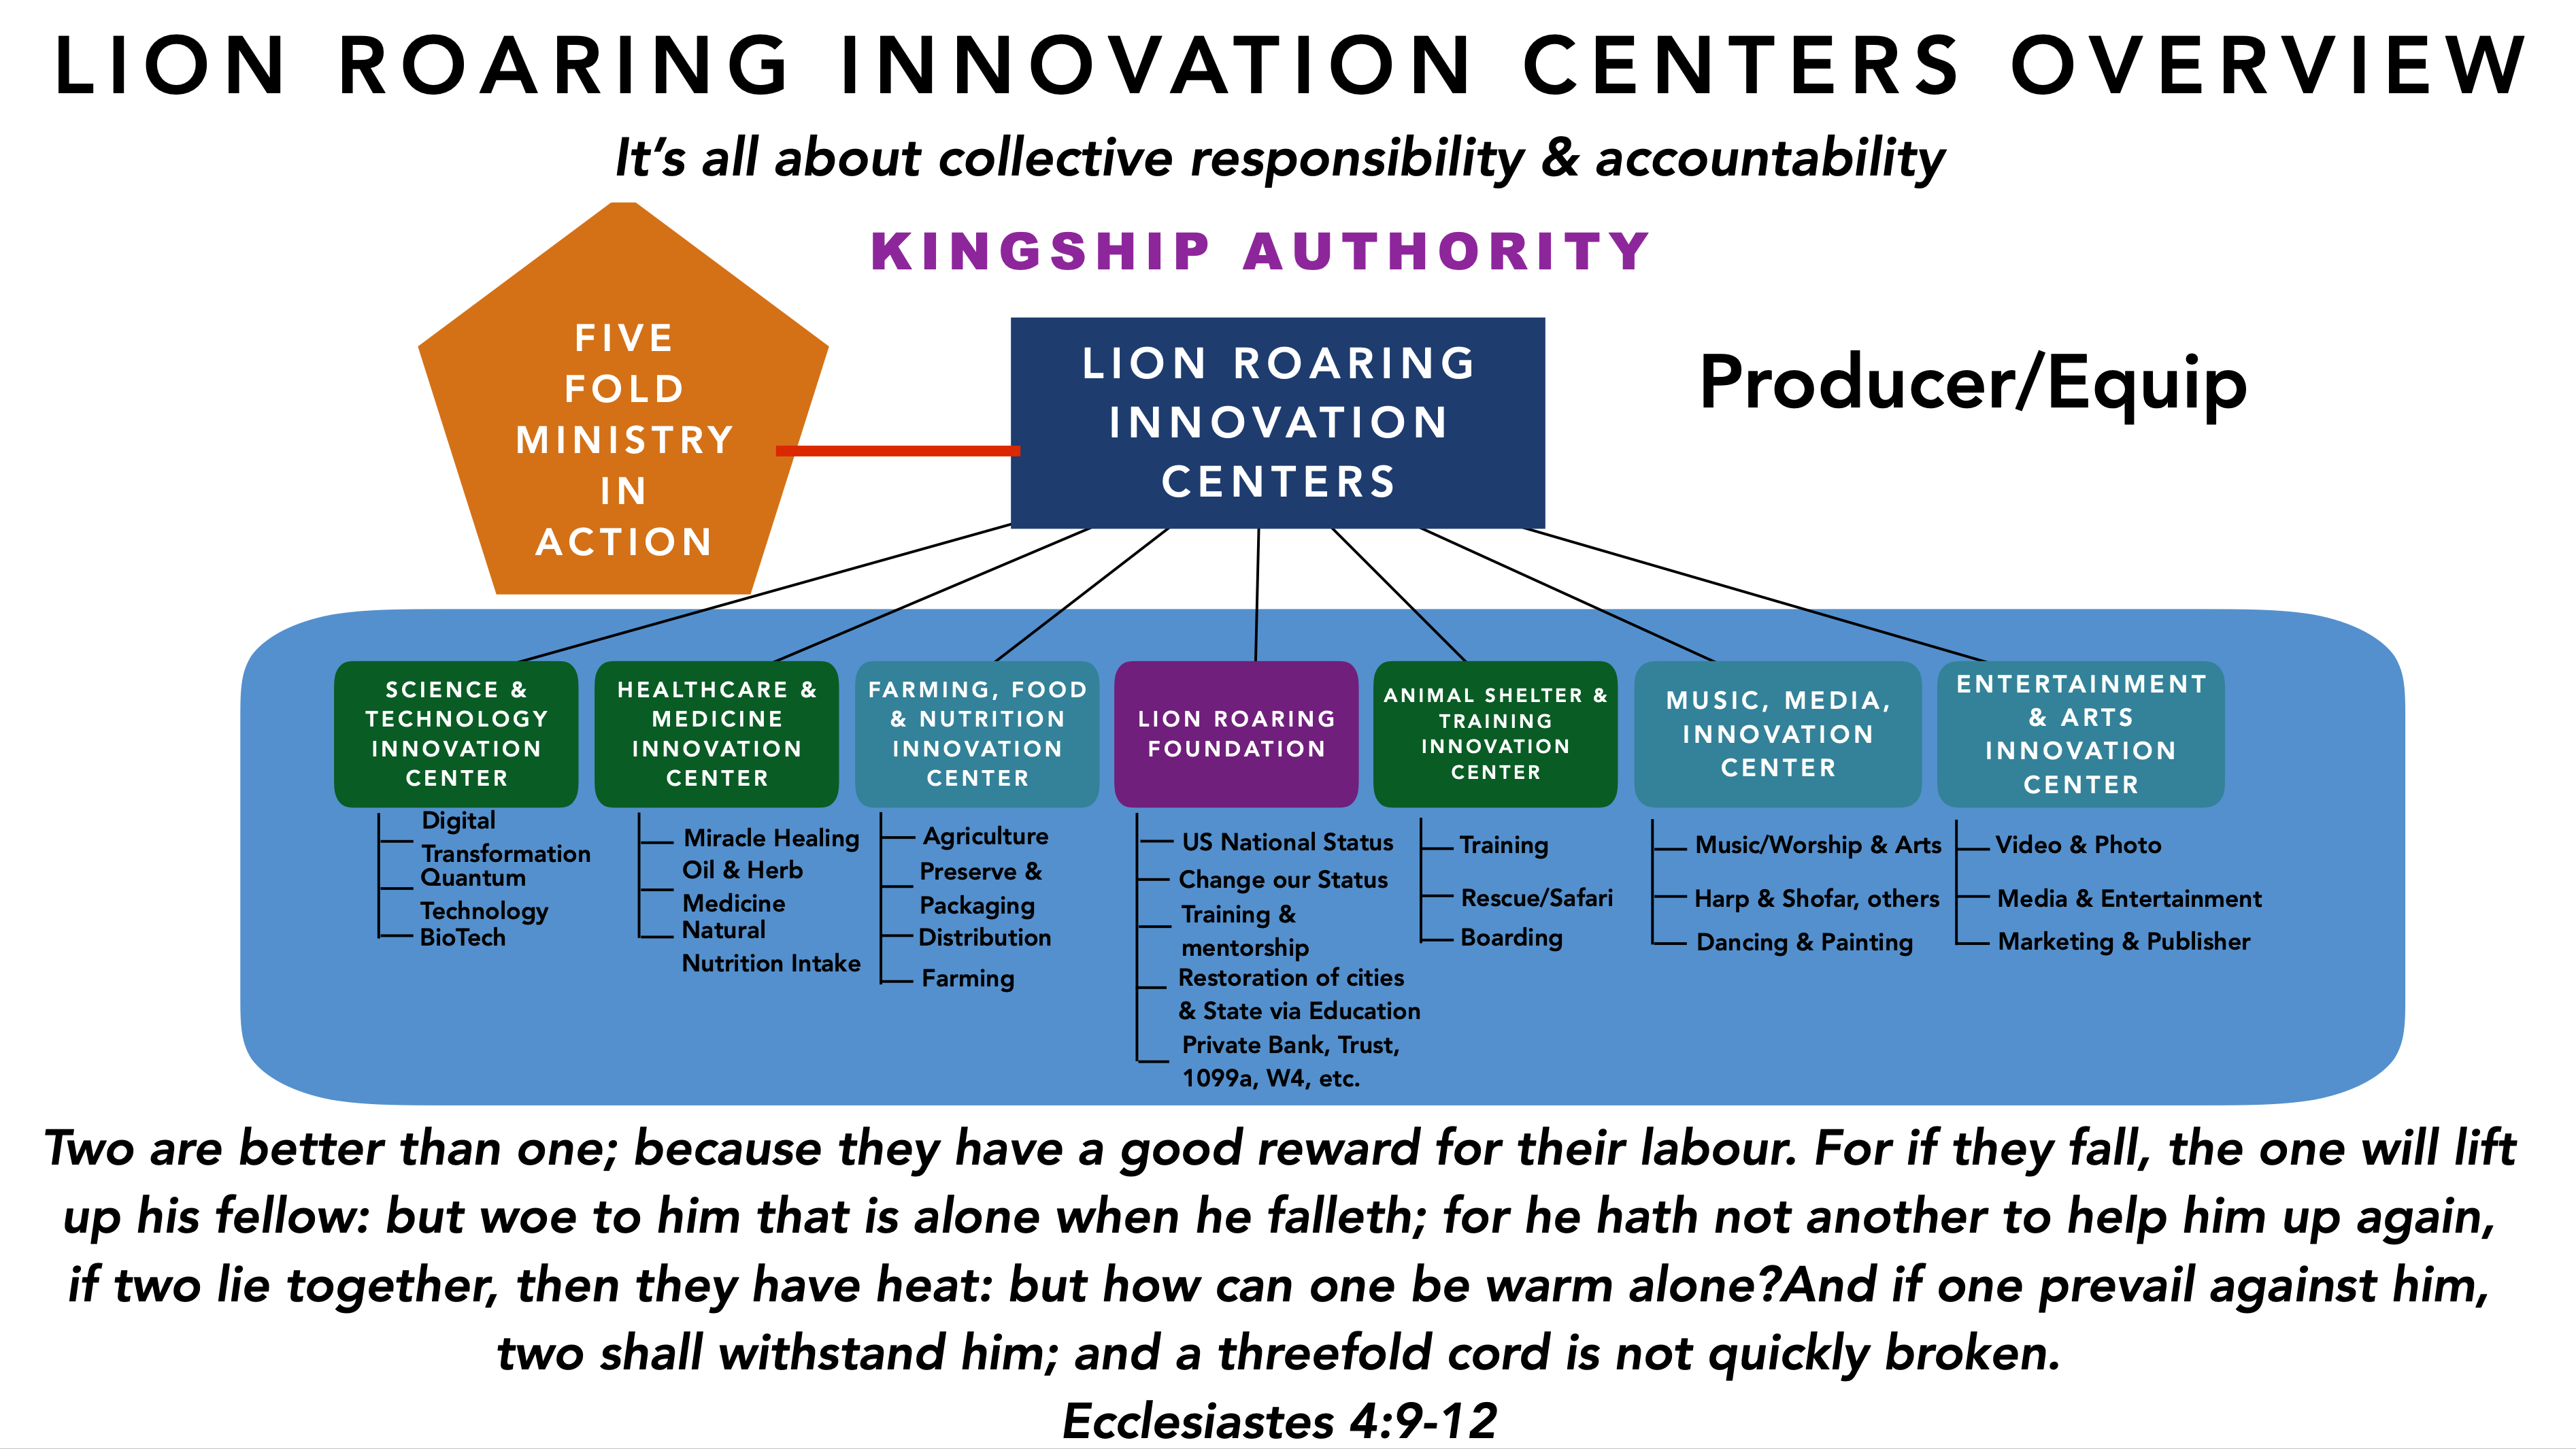 LION ROARING INNOVATION CENTERS OVERVIEW
It's all about collective responsibility & accountability
KINGSHIP AUTHORITY
FIVE
FOLD
MINISTRY
IN
ACTION
LION ROARING
INNOVATION
CENTERS
Producer/Equip
SCIENCE &
TECHNOLOGY
INNOVATION
CENTER
Digital
Transformation
Quantum
Technology
BioTech
HEALTHCARE &
MEDICINE
INNOVATION
CENTER
Miracle Healing
Oil & Herb
Medicine
Natural
Nutrition Intake
FARMING, FOOD
& NUTRITION
INNOVATION
CENTER
Agriculture
Preserve &
Packaging
Distribution
Farming
LION ROARING
FOUNDATION
US National Status
Change our Status
Training &
mentorship
Restoration of cities
& State via Education
Private Bank, Trust,
1099a, W4, etc.
ANIMAL SHELTER &
TRAINING
INNOVATION
CENTER
Training
Rescue/Safari
Boarding
MUSIC, MEDIA,
INNOVATION
CENTER
Music/Worship & Arts
Harp & Shofar, others
Dancing & Painting
ENTERTAINMENT
& ARTS
INNOVATION
CENTER
Video & Photo
Media & Entertainment
Marketing & Publisher
Two are better than one; because they have a good reward for their labour. For if they fall, the one will lift
up his fellow: but woe to him that is alone when he falleth; for he hath not another to help him up again,
if two lie together, then they have heat: but how can one be warm alone?And if one prevail against him,
two shall withstand him; and a threefold cord is not quickly broken.
Ecclesiastes 4:9-12